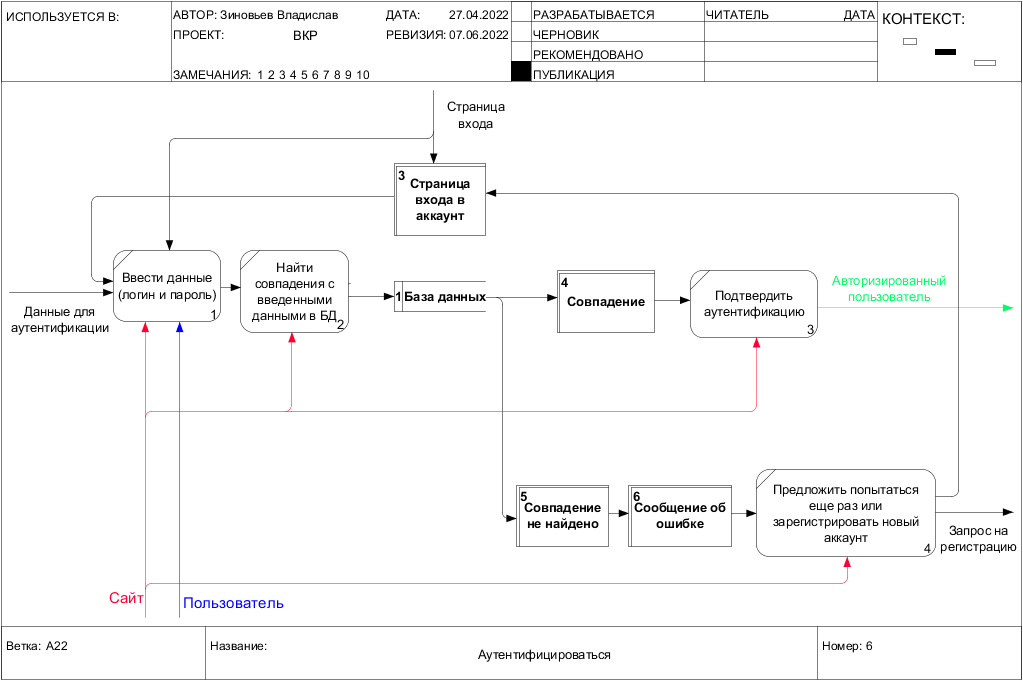 ИСПОЛЬЗУЕТСЯ В:
АВТОР: Зиновьев Владислав
ДАТА: 27.04.2022
ПРОЕКТ: ВКР
РЕВИЗИЯ: 07.06.2022
ЗАМЕЧАНИЯ: 1 2 3 4 5 6 7 8 9 10
РАЗРАБАТЫВАЕТСЯ
ЧЕРНОВИК
РЕКОМЕНДОВАНО
ПУБЛИКАЦИЯ
ЧИТАТЕЛЬ ДАТА
КОНТЕКСТ:
Страница
входа
3
Страница
входа в
аккаунт
Данные для
аутентификации
Ввести данные
(логин и пароль)
1
Найти
совпадения с
введенными
данными в БД
2
1 База данных
4
Совпадение
Подтвердить
аутентификацию
3
Авторизированный
пользователь
5
Совпадение
не найдено
6
Сообщение об
ошибке
Предложить попытаться
еще раз или
зарегистрировать новый
аккаунт
4
Запрос на
регистрацию
Сайт
Пользователь
Ветка: A22
Название:
Аутентифицироваться
Номер: 6